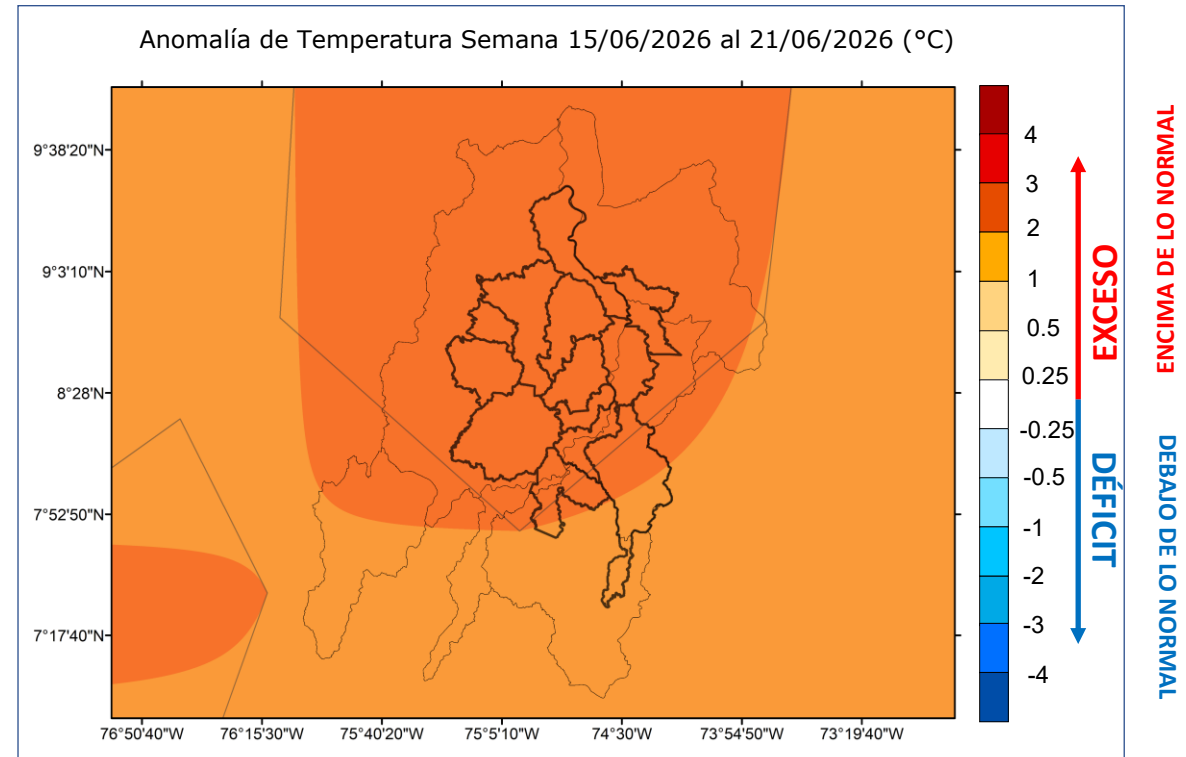 Anomalía de Temperatura Semana 15/06/2026 al 21/06/2026 (°C)
9°38'20"N
9°3'10"N
8°28'N
7°52'50"N
7°17'40"N
76°50'40"W
76°15'30"W
75°40'20"W
75°5'10"W
74°30'W
73°54'50"W
73°19'40"W
4
3
2
1
0.5
0.25
-0.25
-0.5
-1
-2
-3
-4
EXCESO
DÉFICIT
ENCIMA DE LO NORMAL
DEBAJO DE LO NORMAL